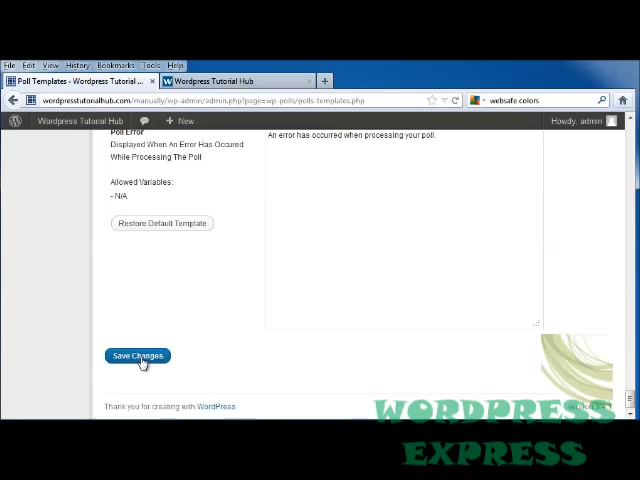 File Edit View History Bookmarks Tools Help
Poll Templates - Wordpress Tutorial ... × Wordpress Tutorial Hub × +
wordpresstutorialhub.com/manually/wp-admin/admin.php?page=wp-polls/polls-templates.php websafe colors
Wordpress Tutorial Hub + New Howdy, admin
Poll Error An error has occurred when processing your poll.
Displayed When An Error Has Occured
While Processing The Poll
Allowed Variables:
- N/A
Restore Default Template
Save Changes
Thank you for creating with WordPress.
WORDPRESS
EXPRESS